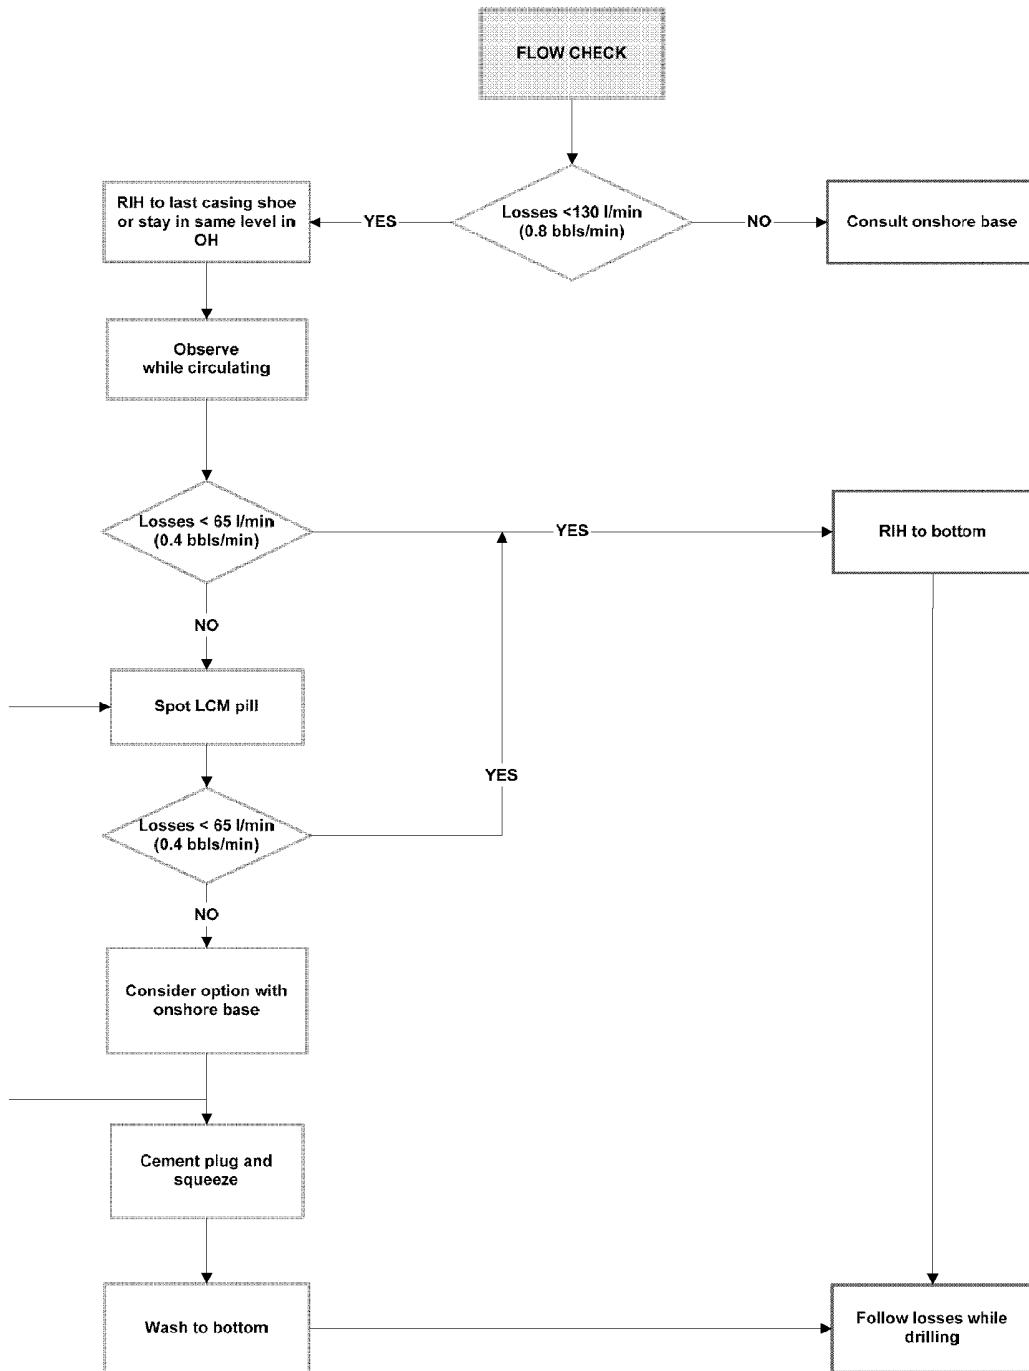 FLOW CHECK
RIH to last casing shoe
or stay in same level in
OH
YES
Losses <130 l/min
(0.8 bbls/min)
NO
Consult onshore base
Observe
while circulating
Losses < 65 l/min
(0.4 bbls/min)
YES
RIH to bottom
NO
Spot LCM pill
YES
Losses < 65 l/min
(0.4 bbls/min)
NO
Consider option with
onshore base
Cement plug and
squeeze
Wash to bottom
Follow losses while
drilling